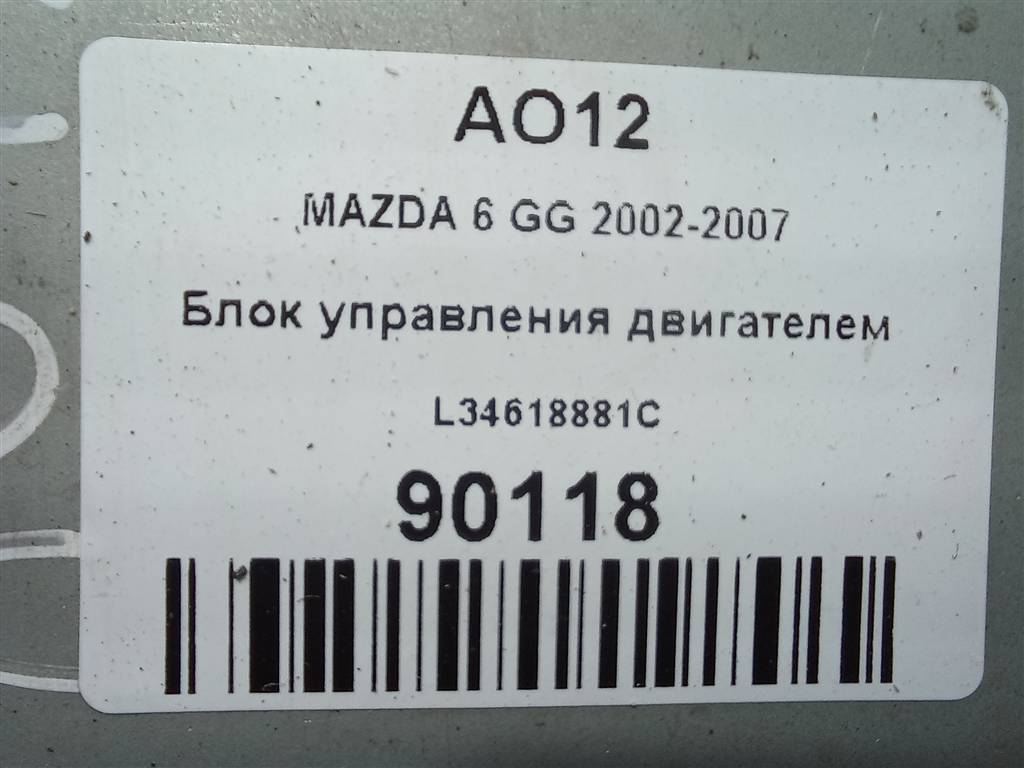 AO12
MAZDA 6 GG 2002-2007
Блок управления двигателем
L34618881C
90118